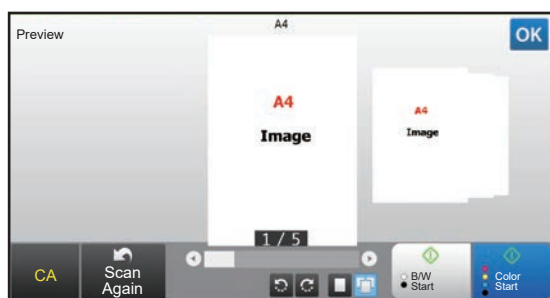 Preview
A4
OK
A4
Image
A4
Image
1 / 5
CA
Scan
Again
B/W
Start
Color
Start